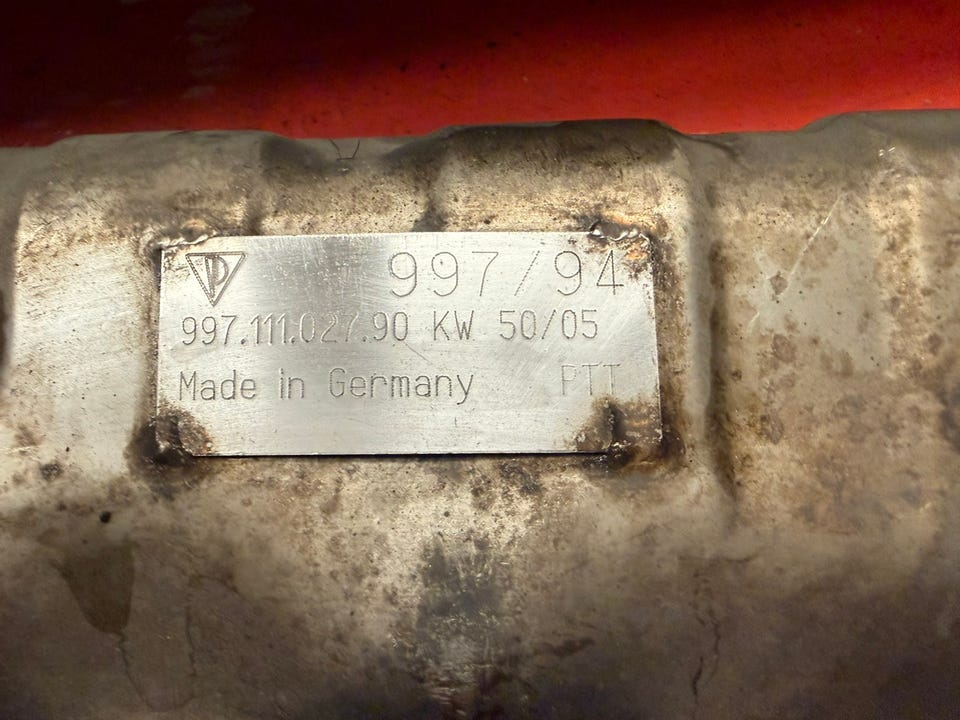 997/94
997.111.027.90 KW 50/05
Made in Germany PTT